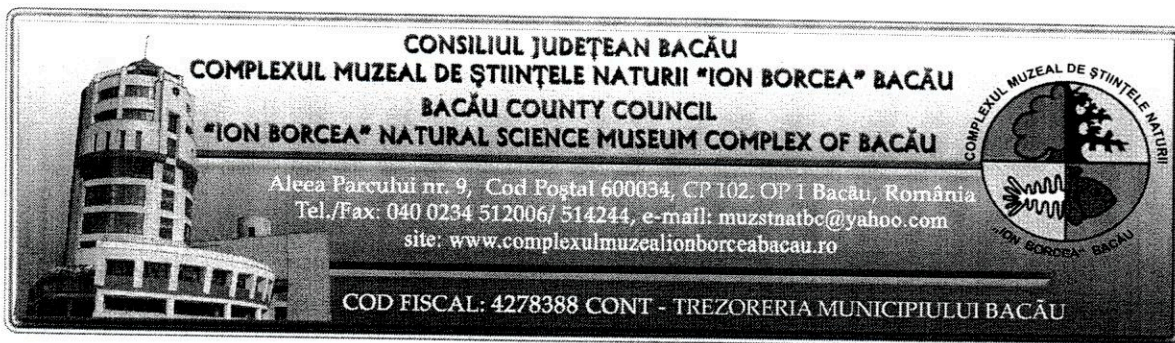 CONSILIUL JUDEȚEAN BACĂU
COMPLEXUL MUZEAL DE ȘTIINȚELE NATURII "ION BORCEA" BACĂU
BACĂU COUNTY COUNCIL
"ION BORCEA" NATURAL SCIENCE MUSEUM COMPLEX OF BACĂU
Aleea Parcului nr. 9, Cod Poștal 600034, CP 102, OP 1 Bacău, România
Tel./Fax: 040 0234 512006/ 514244, e-mail: muzstnatbc@yahoo.com
site: www.complexulmuzealionborceabacau.ro
COD FISCAL: 4278388 CONT - TREZORERIA MUNICIPIULUI BACĂU
COMPLEXUL MUZEAL DE ȘTIINȚELE NATURII
„ION BORCEA" BACĂU